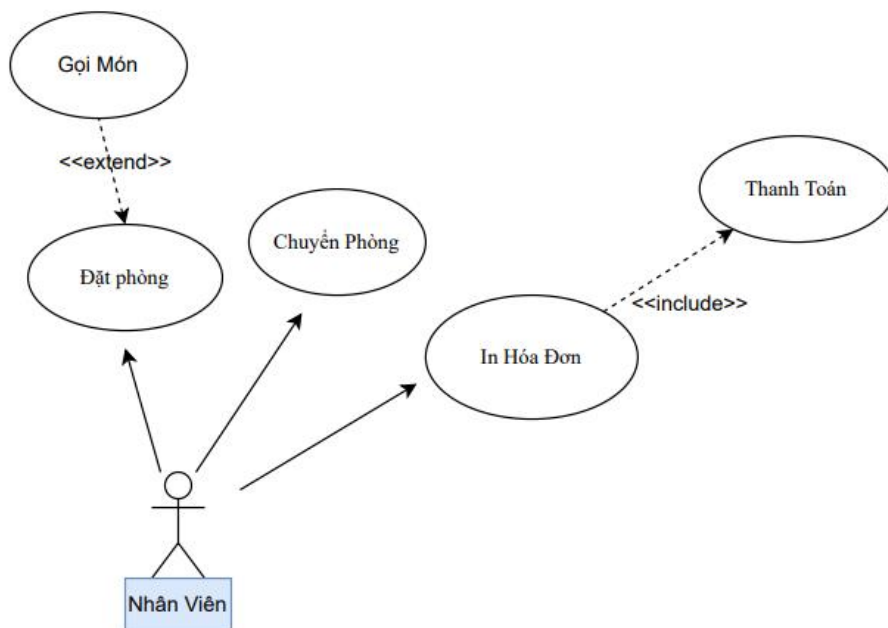 Gọi Món
<<extend>>
Thanh Toán
Chuyển Phòng
Đặt phòng
<<include>>
In Hóa Đơn
Nhân Viên